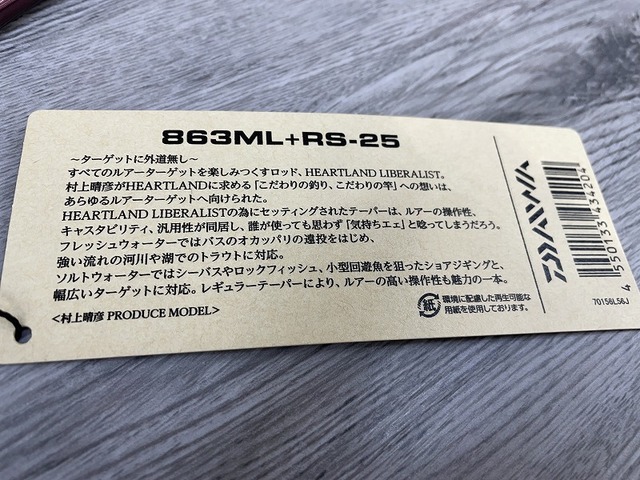 863ML+RS-25
～ターゲットに外道無し～
すべてのルアーターゲットを楽しみつくすロッド、HEARTLAND LIBERALIST。
村上晴彦がHEARTLANDに求める「こだわりの釣り、こだわりの竿」への想いは、
あらゆるルアーターゲットへ向けられた。
HEARTLAND LIBERALISTの為にセッティングされたテーパーは、ルアーの操作性、
キャスタビリティ、汎用性が同居し、誰が使っても思わず「気持ちエェ」と唸ってしまうだろう。
フレッシュウォーターではバスのオカッパリの遠投をはじめ、
強い流れの河川や湖でのトラウトに対応。
ソルトウォーターではシーバスやロックフィッシュ、小型回遊魚を狙ったショアジギングと、
幅広いターゲットに対応。レギュラーテーパーにより、ルアーの高い操作性も魅力の一本。
<村上晴彦 PRODUCE MODEL>
紙
環境に配慮した再生可能な
用紙を使用しております。
DAIWA
4 550133 434204
70156L56J